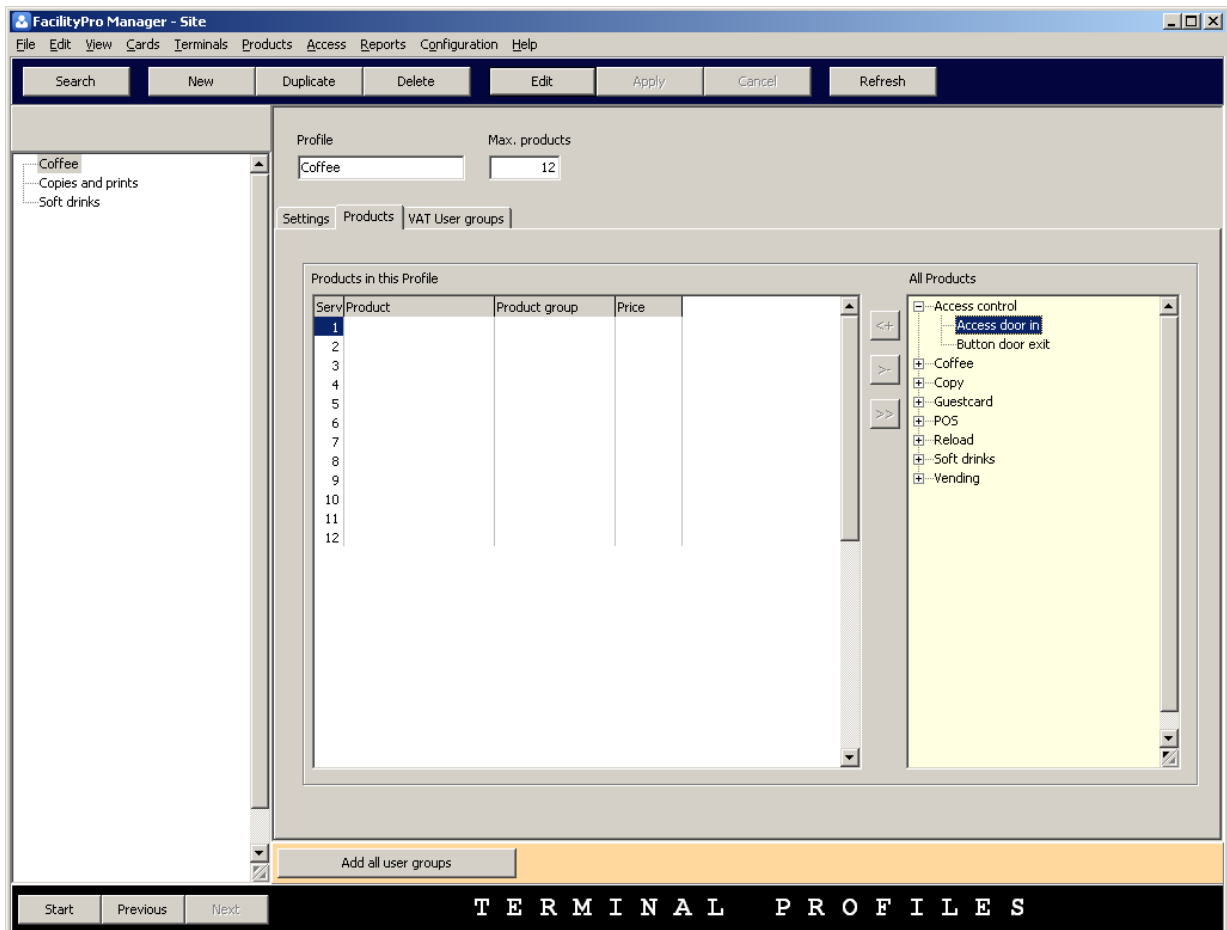 FacilityPro Manager - Site
File Edit View Cards Terminals Products Access Reports Configuration Help
Search New Duplicate Delete Edit Apply Cancel Refresh
Profile Max. products
Coffee 12
Coffee
Copies and prints
Soft drinks
Settings Products VAT User groups
Products in this Profile
Serv Product Product group Price
1
2
3
4
5
6
7
8
9
10
11
12
<+
>-
>>
All Products
Access control
Access door in
Button door exit
Coffee
Copy
Guestcard
POS
Reload
Soft drinks
Vending
Add all user groups
Start Previous Next
TERMINAL PROFILES